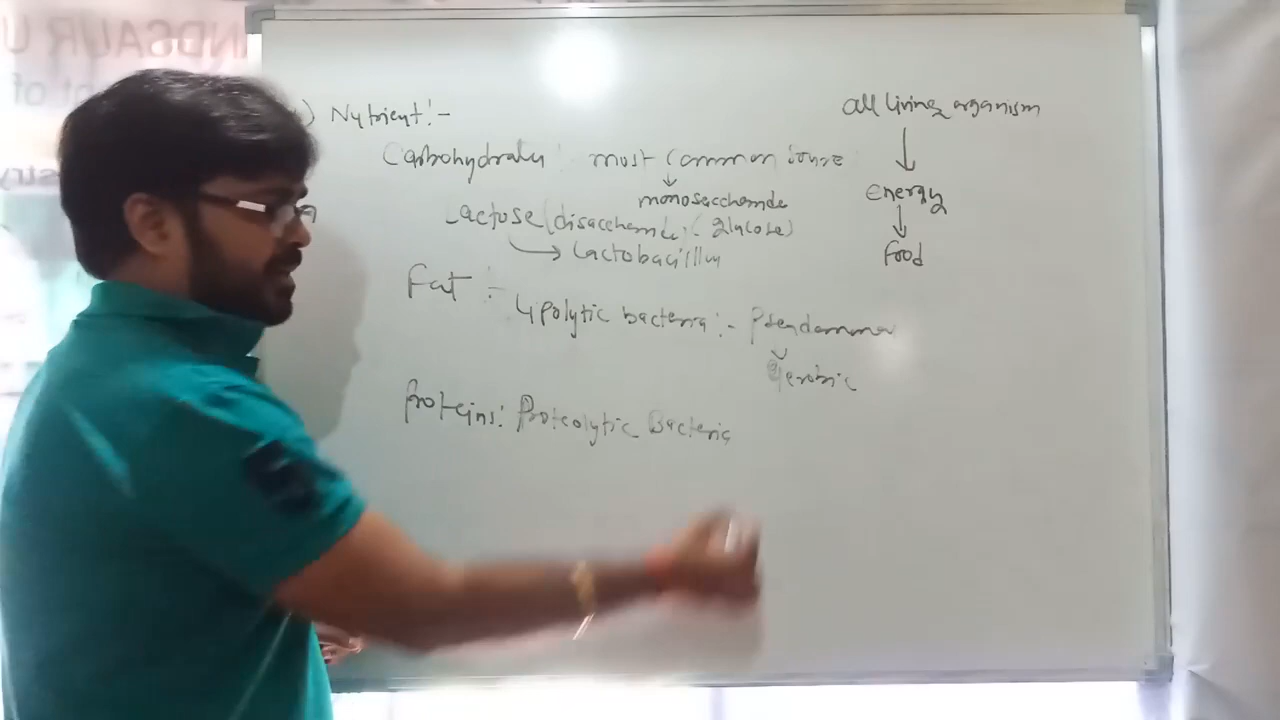 Nutrient :-
Carbohydrate : most common source
monosaccharide
Lactose (disaccharide :- glucose)
Lactobacillus
Fat :-
Lipolytic bacteria :- Pseudomonas
aerobic
Proteins : Proteolytic Bacteria
all living organism
energy
food